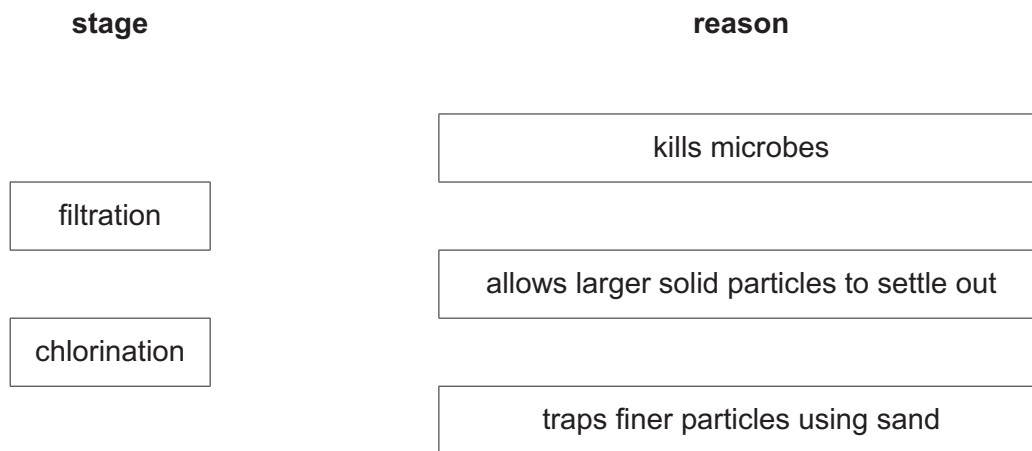 stage
reason
kills microbes
filtration
allows larger solid particles to settle out
chlorination
traps finer particles using sand